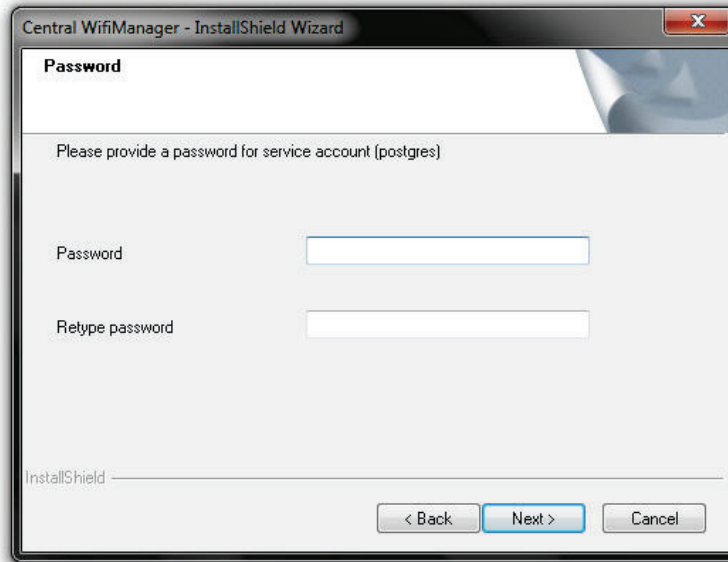 Central WifiManager - InstallShield Wizard
Password
Please provide a password for service account (postgres)
Password
Retype password
InstallShield
< Back Next > Cancel